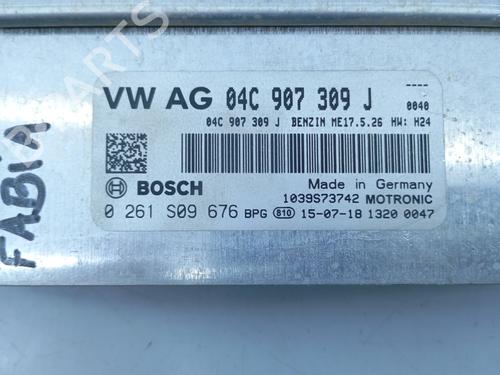 VW AG 04C 907 309 J 0040
04C 907 309 J BENZIN ME17.5.26 HW: H24
BOSCH
Made in Germany
1039S73742 MOTRONIC
0 261 S09 676 BPG 810 15-07-18 1320 0047
FABIA
PARTS